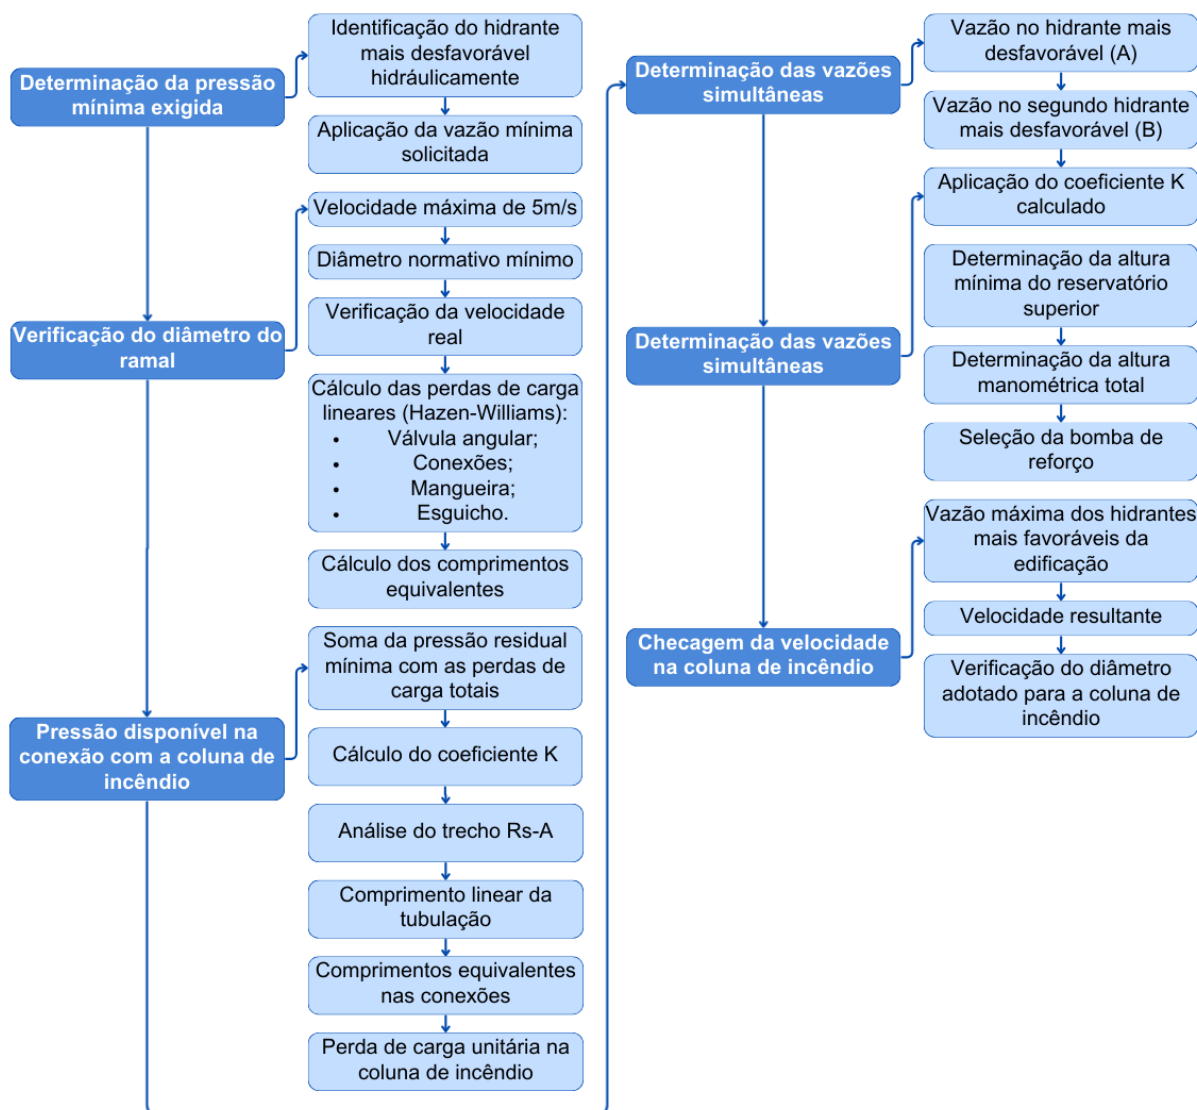 Determinação da pressão
mínima exigida
Identificação do hidrante
mais desfavorável
hidráulicamente
Aplicação da vazão mínima
solicitada
Verificação do diâmetro do
ramal
Velocidade máxima de 5m/s
Diâmetro normativo mínimo
Verificação da velocidade
real
Cálculo das perdas de carga
lineares (Hazen-Williams):
• Válvula angular;
• Conexões;
• Mangueira;
• Esguicho.
Cálculo dos comprimentos
equivalentes
Pressão disponível na
conexão com a coluna de
incêndio
Soma da pressão residual
mínima com as perdas de
carga totais
Cálculo do coeficiente K
Análise do trecho Rs-A
Comprimento linear da
tubulação
Comprimentos equivalentes
nas conexões
Perda de carga unitária na
coluna de incêndio
Determinação das vazões
simultâneas
Vazão no hidrante mais
desfavorável (A)
Vazão no segundo hidrante
mais desfavorável (B)
Aplicação do coeficiente K
calculado
Determinação das vazões
simultâneas
Determinação da altura
mínima do reservatório
superior
Determinação da altura
manométrica total
Seleção da bomba de
reforço
Checagem da velocidade
na coluna de incêndio
Vazão máxima dos hidrantes
mais favoráveis da
edificação
Velocidade resultante
Verificação do diâmetro
adotado para a coluna de
incêndio